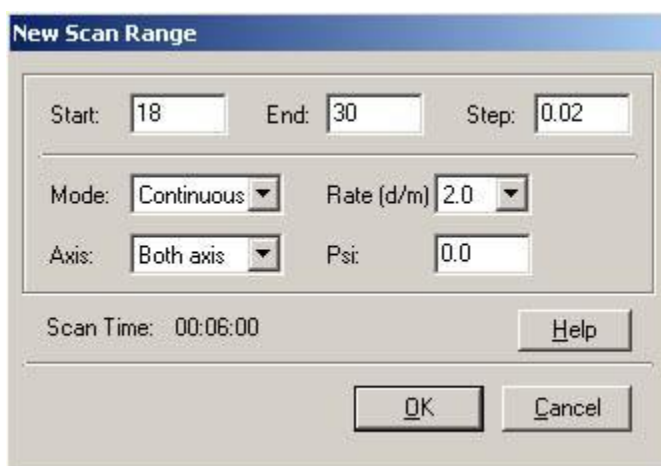 New Scan Range
Start: 18 End: 30 Step: 0.02
Mode: Continuous Rate (d/m) 2.0
Axis: Both axis Psi: 0.0
Scan Time: 00:06:00 Help
OK Cancel